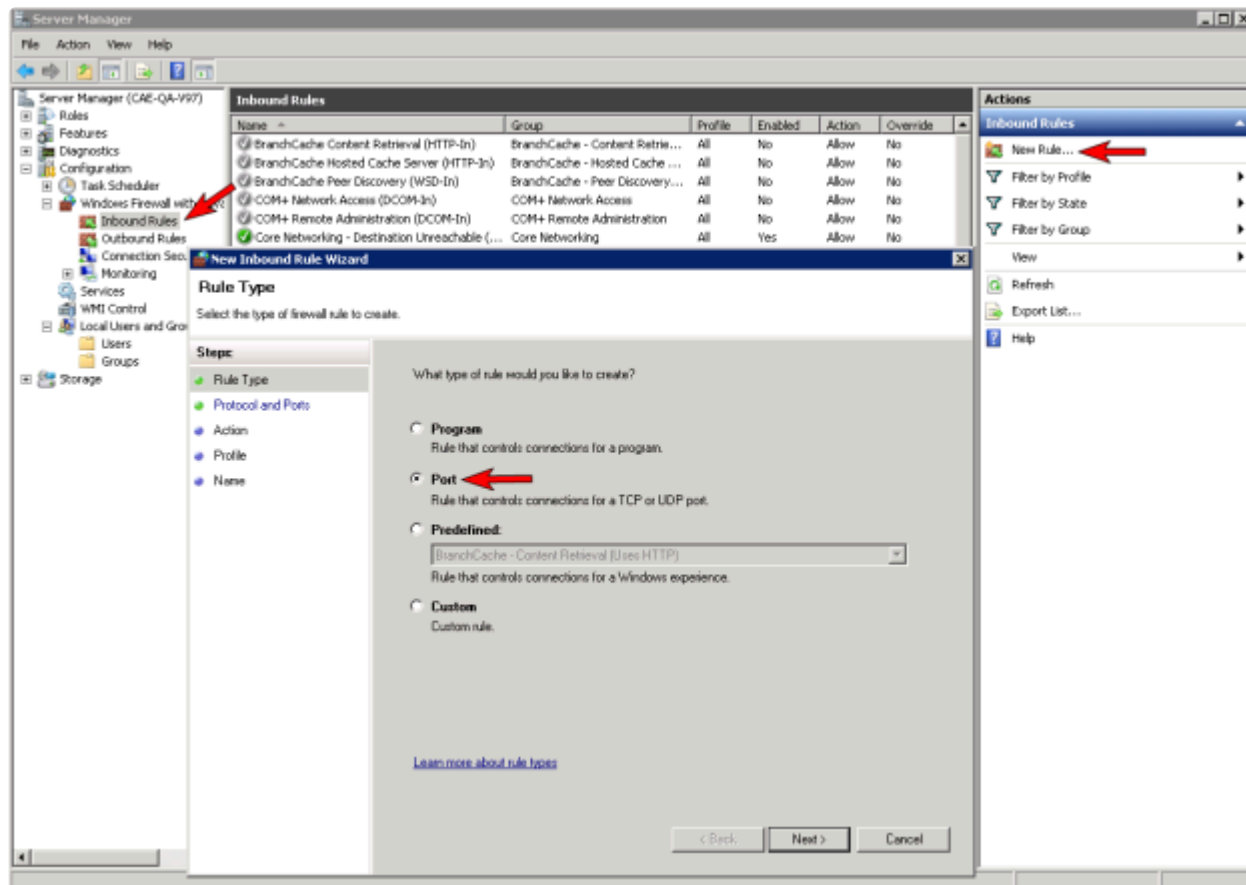 Server Manager
File Action View Help
Server Manager (CAE-QA-V97)
Roles
Features
Diagnostics
Configuration
Task Scheduler
Windows Firewall with
Inbound Rules
Outbound Rules
Connection Sec
Monitoring
Services
WMI Control
Local Users and Gro
Users
Groups
Storage
Inbound Rules
Name Group Profile Enabled Action Override
BranchCache Content Retrieval (HTTP-In) BranchCache - Content Retrie... All No Allow No
BranchCache Hosted Cache Server (HTTP-In) BranchCache - Hosted Cache ... All No Allow No
BranchCache Peer Discovery (WSD-In) BranchCache - Peer Discovery... All No Allow No
COM+ Network Access (DCOM-In) COM+ Network Access All No Allow No
COM+ Remote Administration (DCOM-In) COM+ Remote Administration All No Allow No
Core Networking - Destination Unreachable (... Core Networking All Yes Allow No
Actions
Inbound Rules
New Rule...
Filter by Profile
Filter by State
Filter by Group
View
Refresh
Export List...
Help
New Inbound Rule Wizard
Rule Type
Select the type of firewall rule to create.
Steps:
Rule Type
Protocol and Ports
Action
Profile
Name
What type of rule would you like to create?
Program
Rule that controls connections for a program.
Port
Rule that controls connections for a TCP or UDP port.
Predefined:
BranchCache - Content Retrieval (Uses HTTP)
Rule that controls connections for a Windows experience.
Custom
Custom rule.
Learn more about rule types
< Back Next > Cancel